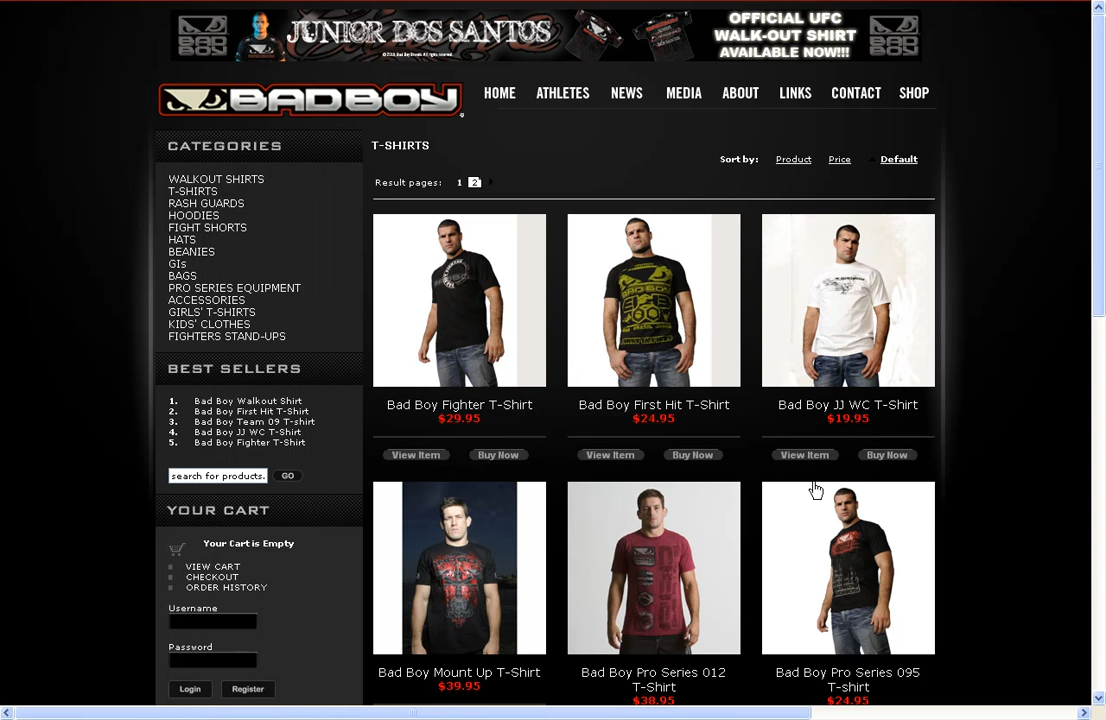 JUNIOR DOS SANTOS
OFFICIAL UFC
WALK-OUT SHIRT
AVAILABLE NOW!!!
BAD BOY
HOME ATHLETES NEWS MEDIA ABOUT LINKS CONTACT SHOP
CATEGORIES
WALKOUT SHIRTS
T-SHIRTS
RASH GUARDS
HOODIES
FIGHT SHORTS
HATS
BEANIES
GIs
BAGS
PRO SERIES EQUIPMENT
ACCESSORIES
GIRLS' T-SHIRTS
KIDS' CLOTHES
FIGHTERS STAND-UPS
BEST SELLERS
1. Bad Boy Walkout Shirt
2. Bad Boy First Hit T-Shirt
3. Bad Boy Team 09 T-shirt
4. Bad Boy JJ WC T-Shirt
5. Bad Boy Fighter T-Shirt
search for products. GO
YOUR CART
Your Cart is Empty
VIEW CART
CHECKOUT
ORDER HISTORY
Username
Password
Login Register
T-SHIRTS
Sort by: Product Price Default
Result pages: 1 2
Bad Boy Fighter T-Shirt
$29.95
View Item Buy Now
Bad Boy First Hit T-Shirt
$24.95
View Item Buy Now
Bad Boy JJ WC T-Shirt
$19.95
View Item Buy Now
Bad Boy Mount Up T-Shirt
$39.95
Bad Boy Pro Series 012
T-Shirt
$38.95
Bad Boy Pro Series 095
T-shirt
$24.95